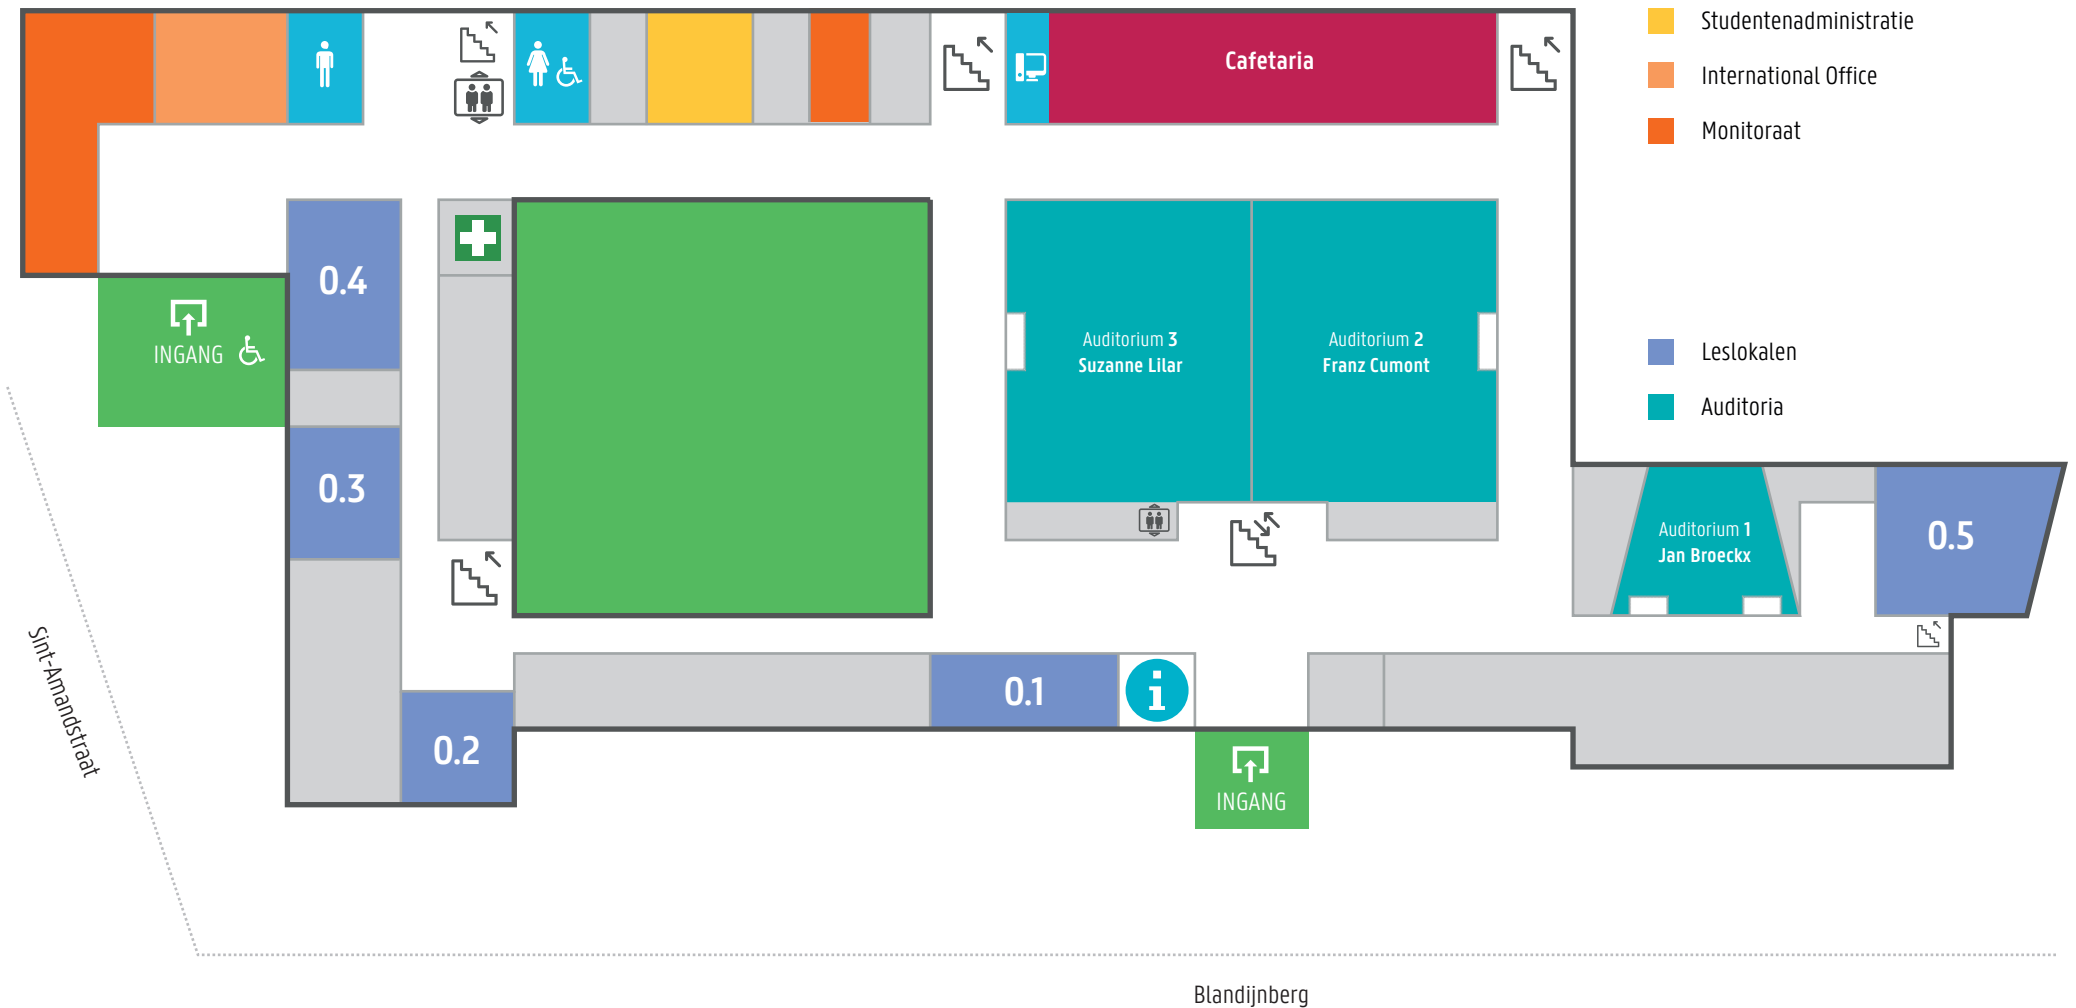 Studentenadministratie
International Office
Monitoraat
Cafetaria
0.4
INGANG
Auditorium 3
Suzanne Lilar
Auditorium 2
Franz Cumont
Leslokalen
Auditoria
0.3
Auditorium 1
Jan Broeckx
0.5
Sint-Amandstraat
0.1
i
0.2
INGANG
Blandijnberg